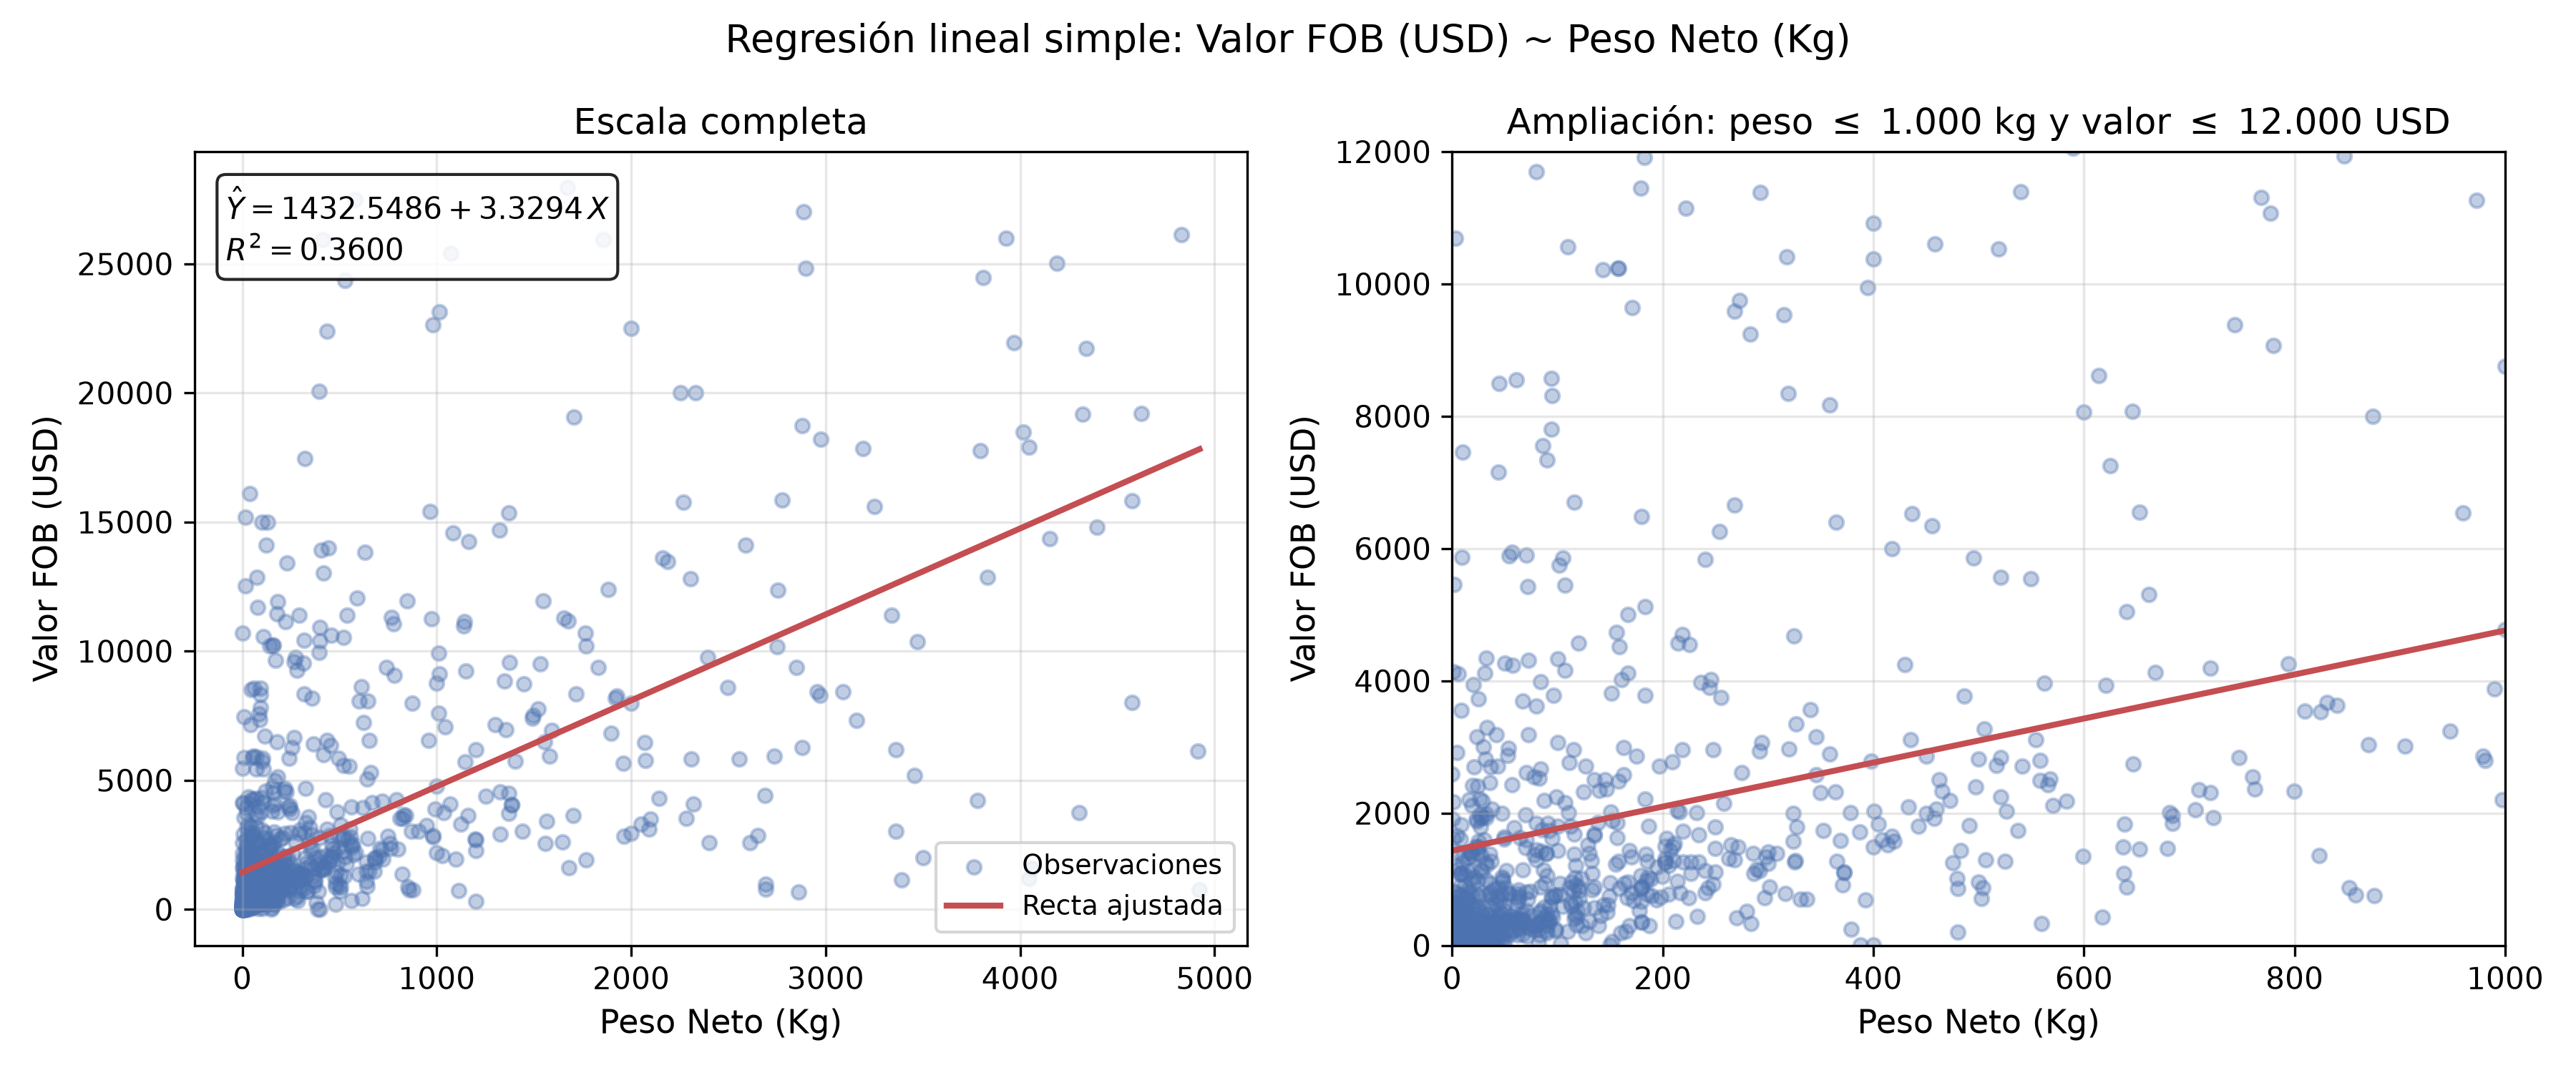 Regresión lineal simple: Valor FOB (USD) ~ Peso Neto (Kg)
Escala completa
Ŷ = 1432.5486 + 3.3294 X
R² = 0.3600
25000
20000
15000
10000
5000
0
Valor FOB (USD)
Observaciones
Recta ajustada
0 1000 2000 3000 4000 5000
Peso Neto (Kg)
Ampliación: peso ≤ 1.000 kg y valor ≤ 12.000 USD
12000
10000
8000
6000
4000
2000
0
Valor FOB (USD)
0 200 400 600 800 1000
Peso Neto (Kg)